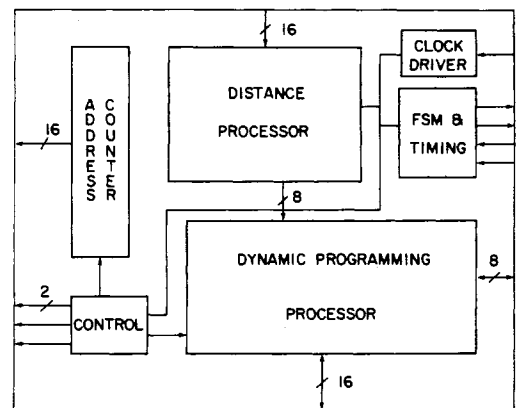 16
CLOCK
DRIVER
DISTANCE
PROCESSOR
ADDRESS
COUNTER
16
FSM &
TIMING
8
DYNAMIC PROGRAMMING
PROCESSOR
8
2
CONTROL
16